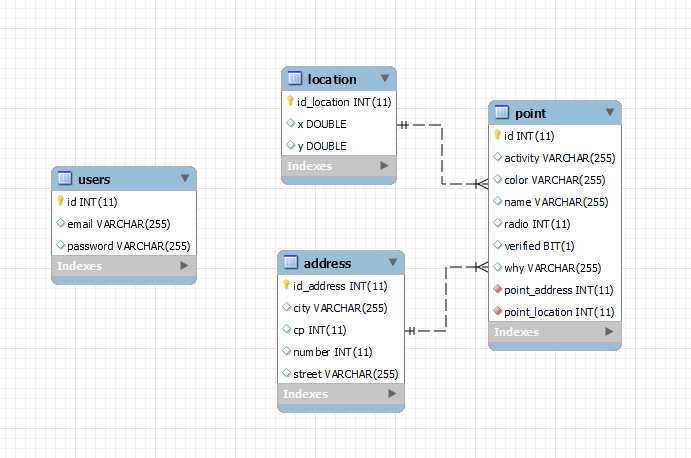 location
id_location INT(11)
x DOUBLE
y DOUBLE
Indexes
point
id INT(11)
activity VARCHAR(255)
color VARCHAR(255)
name VARCHAR(255)
radio INT(11)
verified BIT(1)
why VARCHAR(255)
point_address INT(11)
point_location INT(11)
Indexes
users
id INT(11)
email VARCHAR(255)
password VARCHAR(255)
Indexes
address
id_address INT(11)
city VARCHAR(255)
cp INT(11)
number INT(11)
street VARCHAR(255)
Indexes